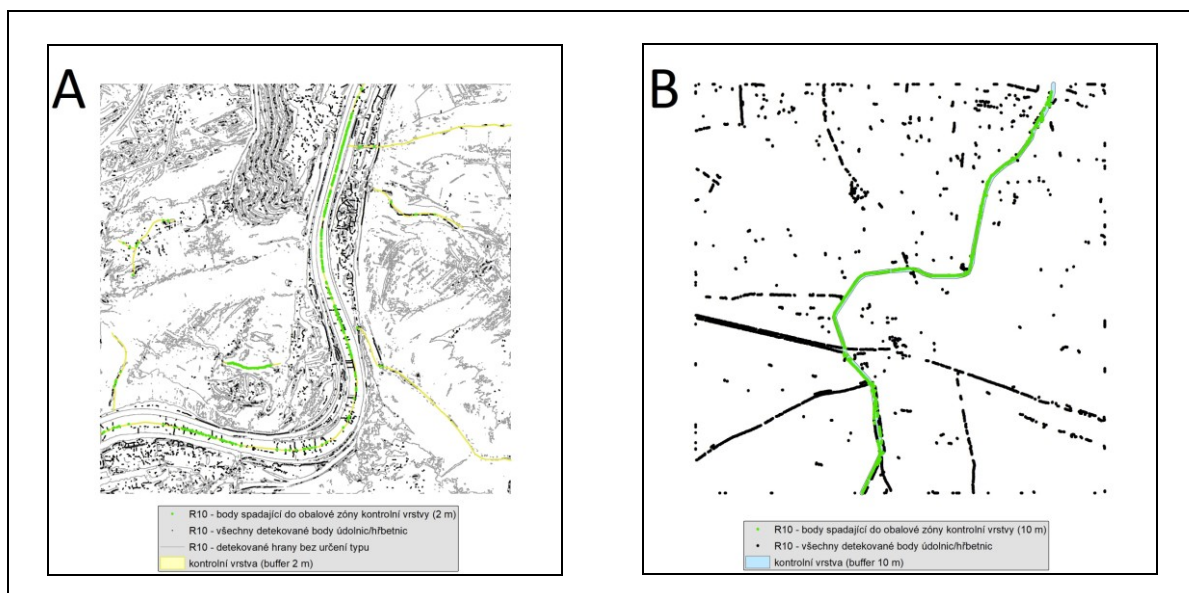 A
R10 - body spadající do obalové zóny kontrolní vrstvy (2 m)
R10 - všechny detekované body údolnic/hřbetnic
R10 - detekované hrany bez určení typu
kontrolní vrstva (buffer 2 m)
B
R10 - body spadající do obalové zóny kontrolní vrstvy (10 m)
R10 - všechny detekované body údolnic/hřbetnic
kontrolní vrstva (buffer 10 m)